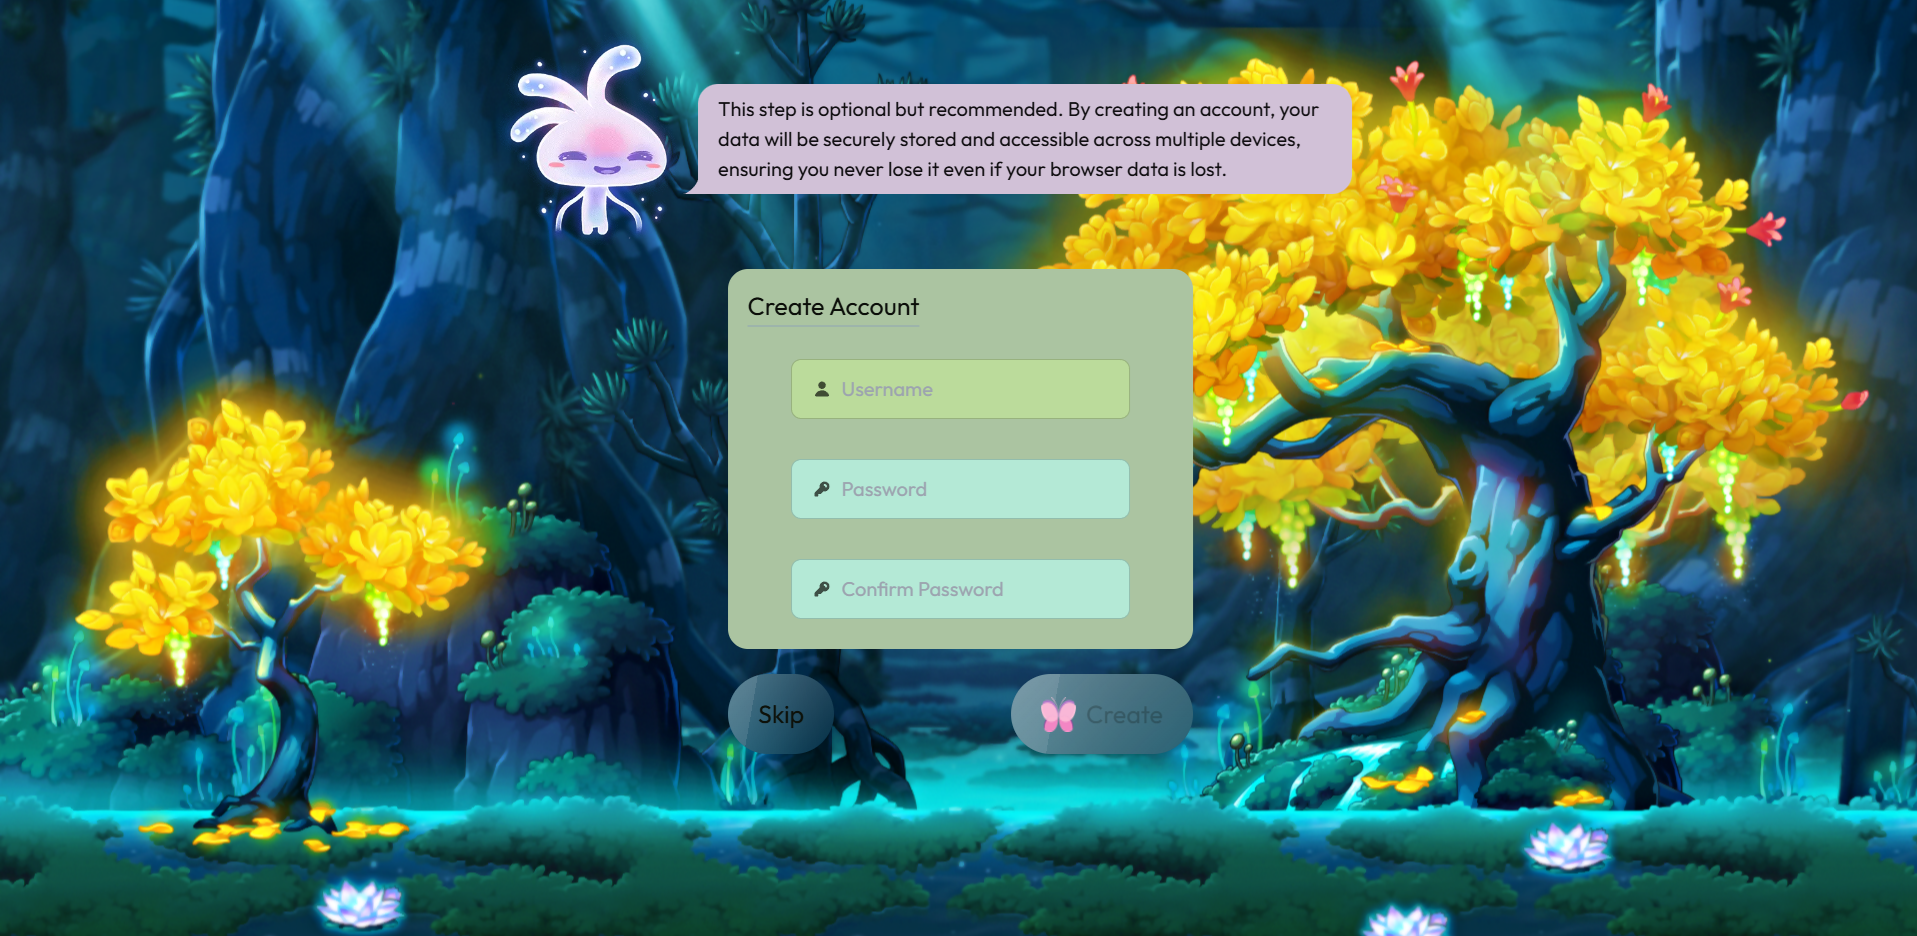 This step is optional but recommended. By creating an account, your
data will be securely stored and accessible across multiple devices,
ensuring you never lose it even if your browser data is lost.
Create Account
Username
Password
Confirm Password
Skip
Create